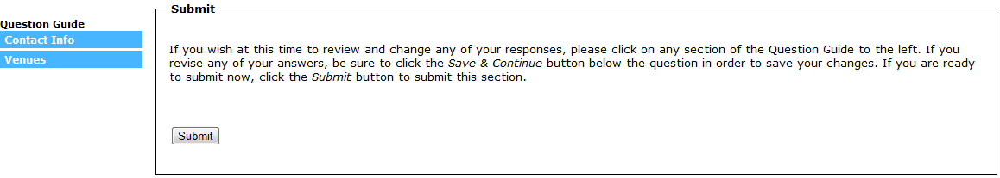 Question Guide
Contact Info
Venues
Submit
If you wish at this time to review and change any of your responses, please click on any section of the Question Guide to the left. If you
revise any of your answers, be sure to click the Save & Continue button below the question in order to save your changes. If you are ready
to submit now, click the Submit button to submit this section.
Submit